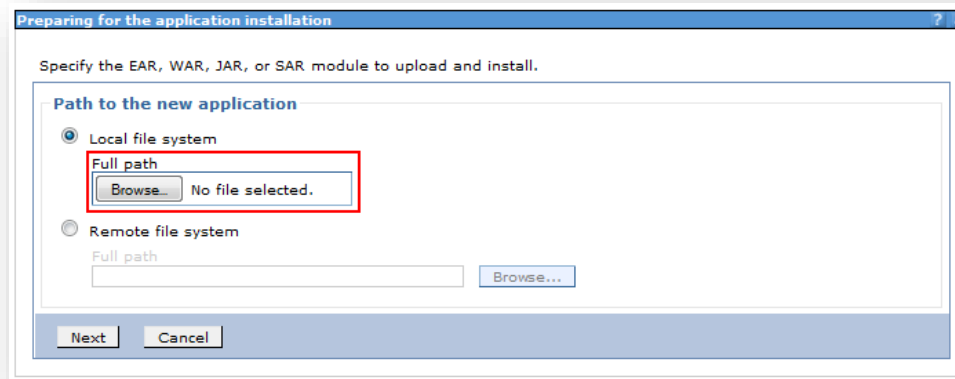 Preparing for the application installation ?
Specify the EAR, WAR, JAR, or SAR module to upload and install.
Path to the new application
Local file system
Full path
Browse... No file selected.
Remote file system
Full path
Browse...
Next Cancel